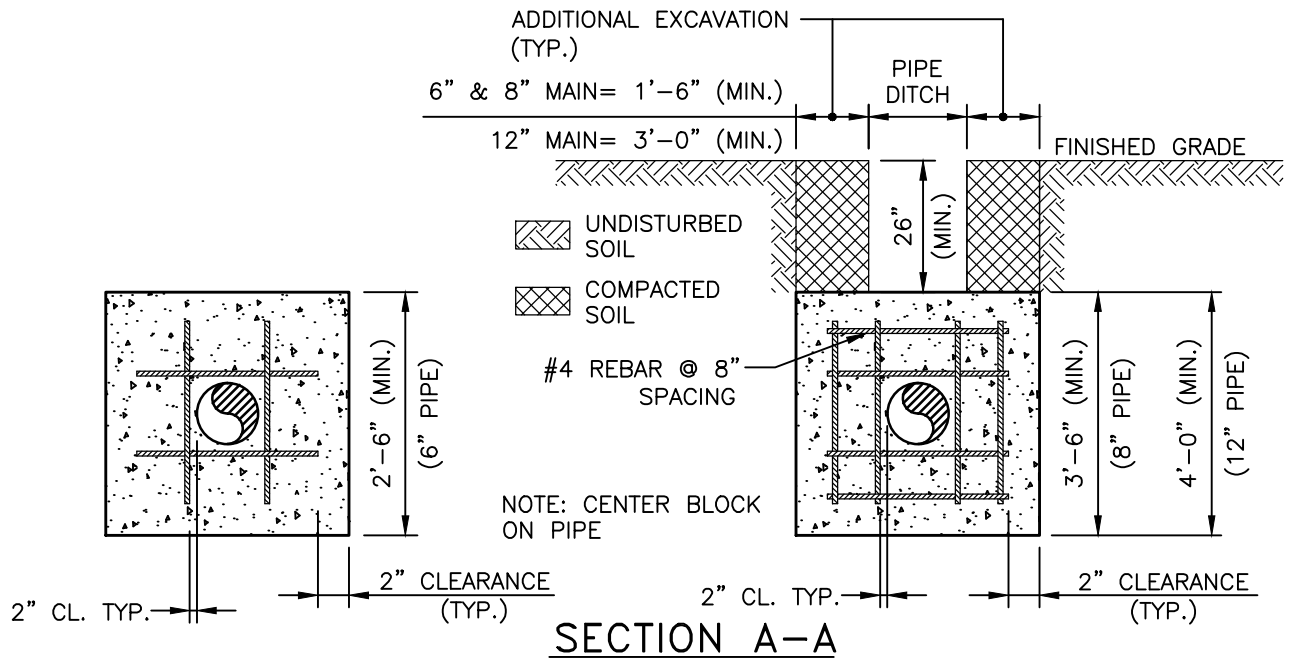 ADDITIONAL EXCAVATION
(TYP.)
6" & 8" MAIN= 1'-6" (MIN.)
12" MAIN= 3'-0" (MIN.)
PIPE
DITCH
FINISHED GRADE
UNDISTURBED
SOIL
COMPACTED
SOIL
26"
(MIN.)
#4 REBAR @ 8"
SPACING
2'-6" (MIN.)
(6" PIPE)
3'-6" (MIN.)
(8" PIPE)
4'-0" (MIN.)
(12" PIPE)
NOTE: CENTER BLOCK
ON PIPE
2" CL. TYP.
2" CLEARANCE
(TYP.)
2" CL. TYP.
2" CLEARANCE
(TYP.)
SECTION A-A